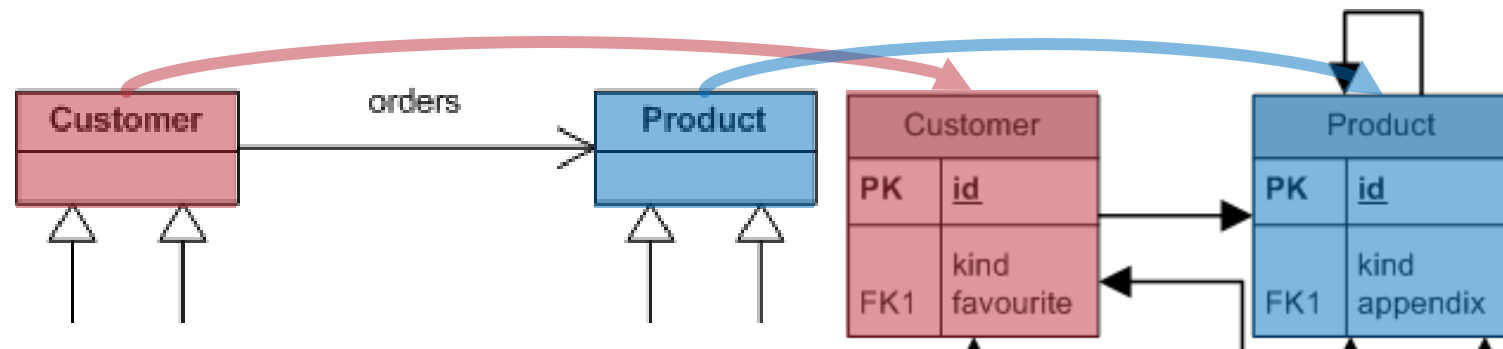 Customer
orders
Product
Customer
PK id
kind
FK1 favourite
Product
PK id
kind
FK1 appendix